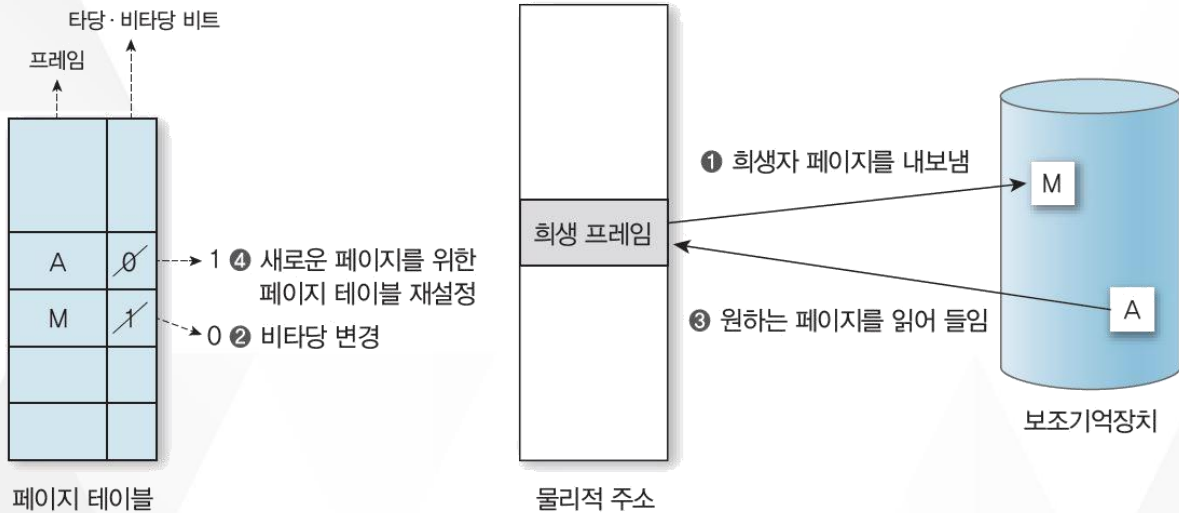 타당·비타당 비트
프레임
❶ 희생자 페이지를 내보냄
M
희생 프레임
A 0
1 ❹ 새로운 페이지를 위한
페이지 테이블 재설정
M 1
0 ❷ 비타당 변경
❸ 원하는 페이지를 읽어 들임
A
보조기억장치
페이지 테이블
물리적 주소